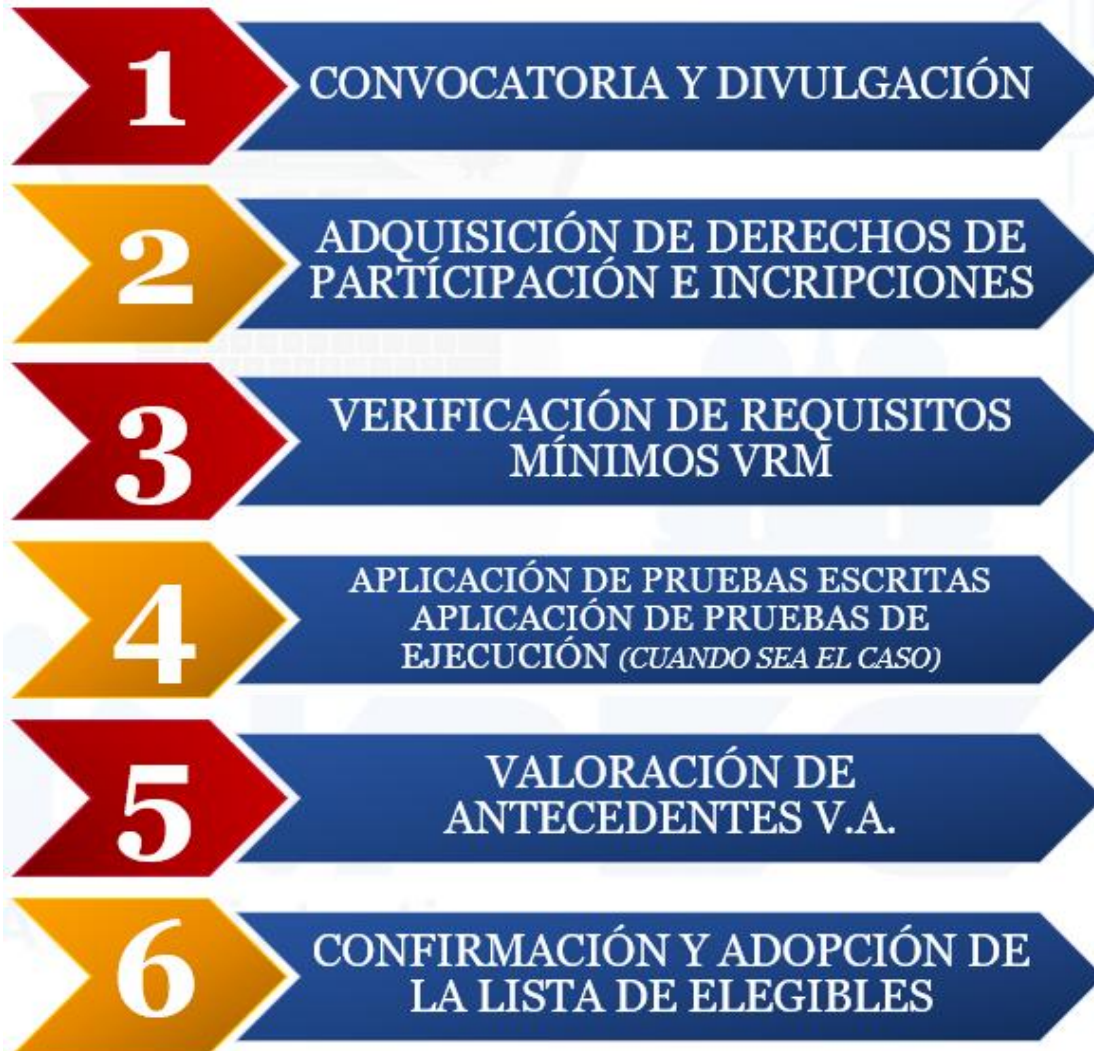 1
CONVOCATORIA Y DIVULGACIÓN
2
ADQUISICIÓN DE DERECHOS DE
PARTÍCIPACIÓN E INCRIPCIONES
3
VERIFICACIÓN DE REQUISITOS
MÍNIMOS VRM
4
APLICACIÓN DE PRUEBAS ESCRITAS
APLICACIÓN DE PRUEBAS DE
EJECUCIÓN (CUANDO SEA EL CASO)
5
VALORACIÓN DE
ANTECEDENTES V.A.
6
CONFIRMACIÓN Y ADOPCIÓN DE
LA LISTA DE ELEGIBLES